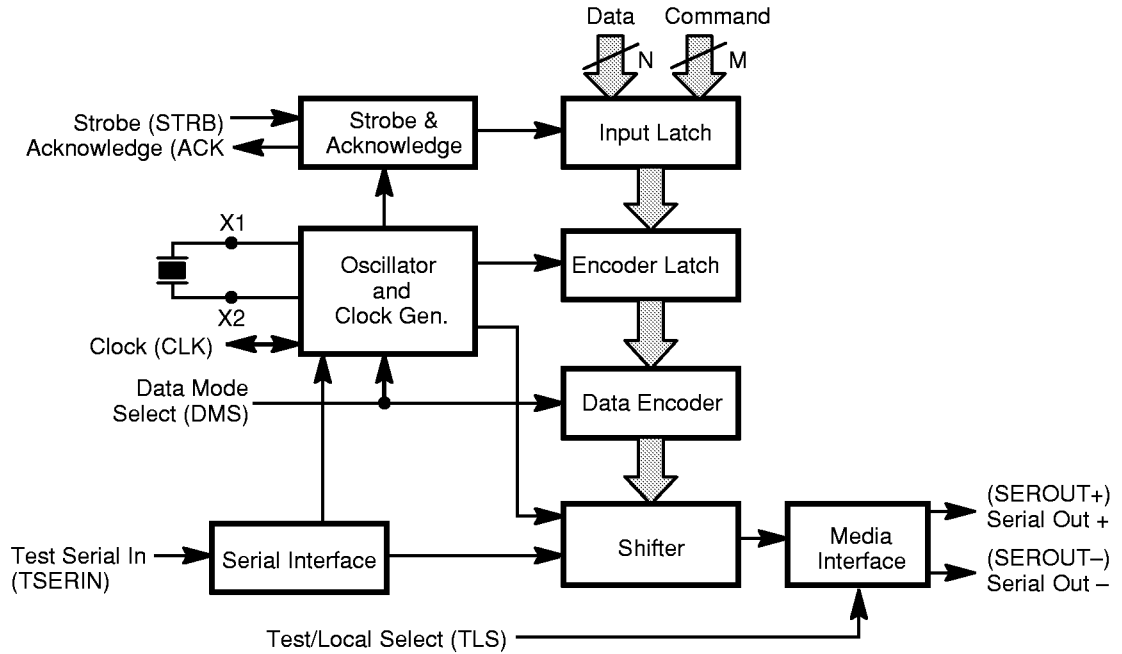 Data
Command
N
M
Strobe (STRB)
Acknowledge (ACK
Strobe &
Acknowledge
Input Latch
X1
X2
Oscillator
and
Clock Gen.
Encoder Latch
Clock (CLK)
Data Mode
Select (DMS)
Data Encoder
Test Serial In
(TSERIN)
Serial Interface
Shifter
Media
Interface
(SEROUT+)
Serial Out +
(SEROUT–)
Serial Out –
Test/Local Select (TLS)